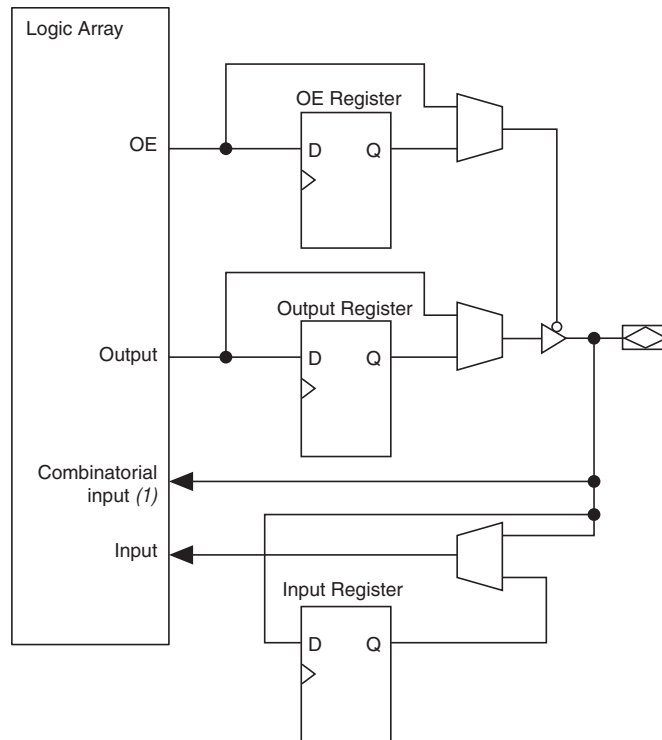 Logic Array
OE Register
OE
D
Q
Output Register
Output
D
Q
Combinatorial
input (1)
Input
Input Register
D
Q